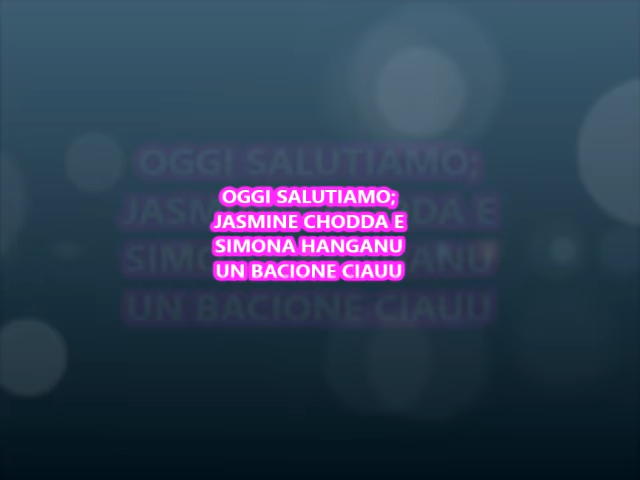 OGGI SALUTIAMO;
JASMINE CHODDA E
SIMONA HANGANU
UN BACIONE CIAUU